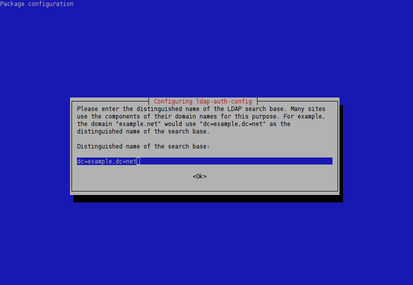 Package configuration
Configuring ldap-auth-config
Please enter the distinguished name of the LDAP search base. Many sites
use the components of their domain names for this purpose. For example,
the domain "example.net" would use "dc=example,dc=net" as the
distinguished name of the search base.
Distinguished name of the search base:
dc=example,dc=net
<Ok>